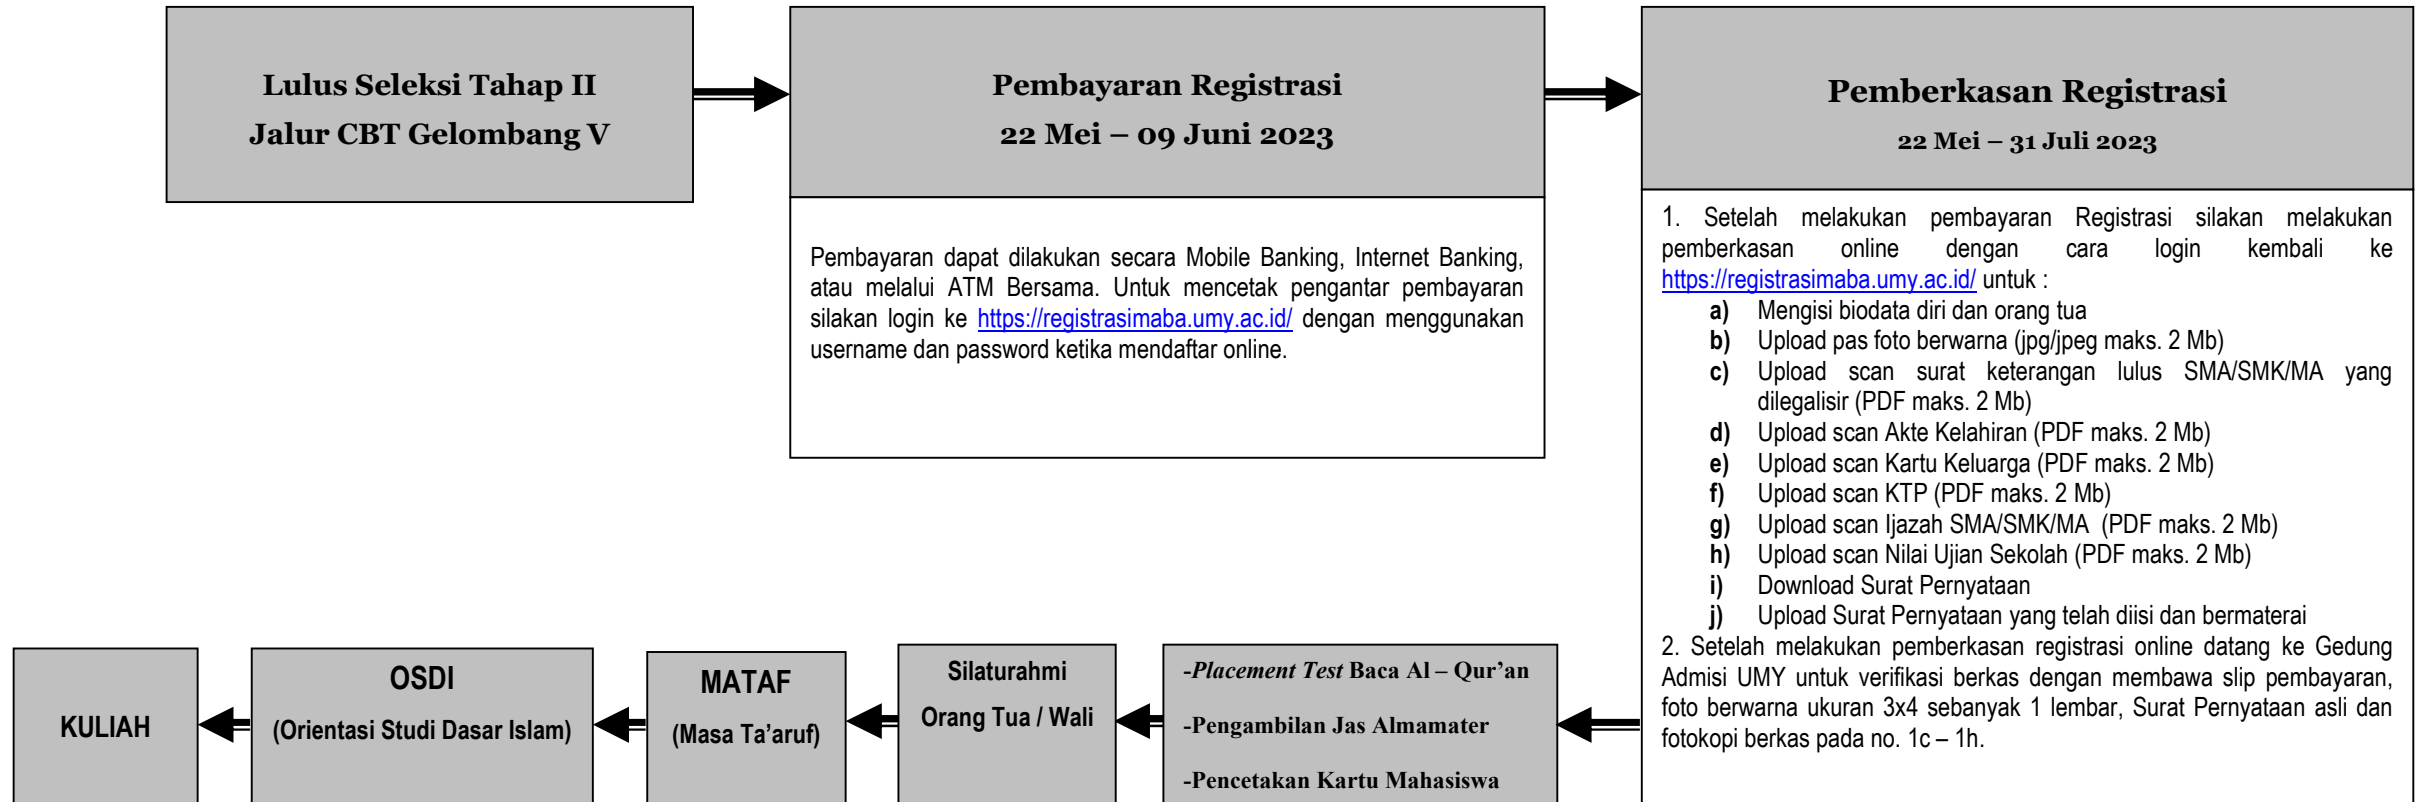 Lulus Seleksi Tahap II
Jalur CBT Gelombang V
Pembayaran Registrasi
22 Mei – 09 Juni 2023
Pembayaran dapat dilakukan secara Mobile Banking, Internet Banking,
atau melalui ATM Bersama. Untuk mencetak pengantar pembayaran
silakan login ke https://registrasimaba.umy.ac.id/ dengan menggunakan
username dan password ketika mendaftar online.
Pemberkasan Registrasi
22 Mei – 31 Juli 2023
1. Setelah melakukan pembayaran Registrasi silakan melakukan
pemberkasan online dengan cara login kembali ke
https://registrasimaba.umy.ac.id/ untuk :
a) Mengisi biodata diri dan orang tua
b) Upload pas foto berwarna (jpg/jpeg maks. 2 Mb)
c) Upload scan surat keterangan lulus SMA/SMK/MA yang
dilegalisir (PDF maks. 2 Mb)
d) Upload scan Akte Kelahiran (PDF maks. 2 Mb)
e) Upload scan Kartu Keluarga (PDF maks. 2 Mb)
f) Upload scan KTP (PDF maks. 2 Mb)
g) Upload scan Ijazah SMA/SMK/MA (PDF maks. 2 Mb)
h) Upload scan Nilai Ujian Sekolah (PDF maks. 2 Mb)
i) Download Surat Pernyataan
j) Upload Surat Pernyataan yang telah diisi dan bermaterai
2. Setelah melakukan pemberkasan registrasi online datang ke Gedung
Admisi UMY untuk verifikasi berkas dengan membawa slip pembayaran,
foto berwarna ukuran 3x4 sebanyak 1 lembar, Surat Pernyataan asli dan
fotokopi berkas pada no. 1c – 1h.
-Placement Test Baca Al – Qur’an
-Pengambilan Jas Almamater
-Pencetakan Kartu Mahasiswa
Silaturahmi
Orang Tua / Wali
MATAF
(Masa Ta’aruf)
OSDI
(Orientasi Studi Dasar Islam)
KULIAH